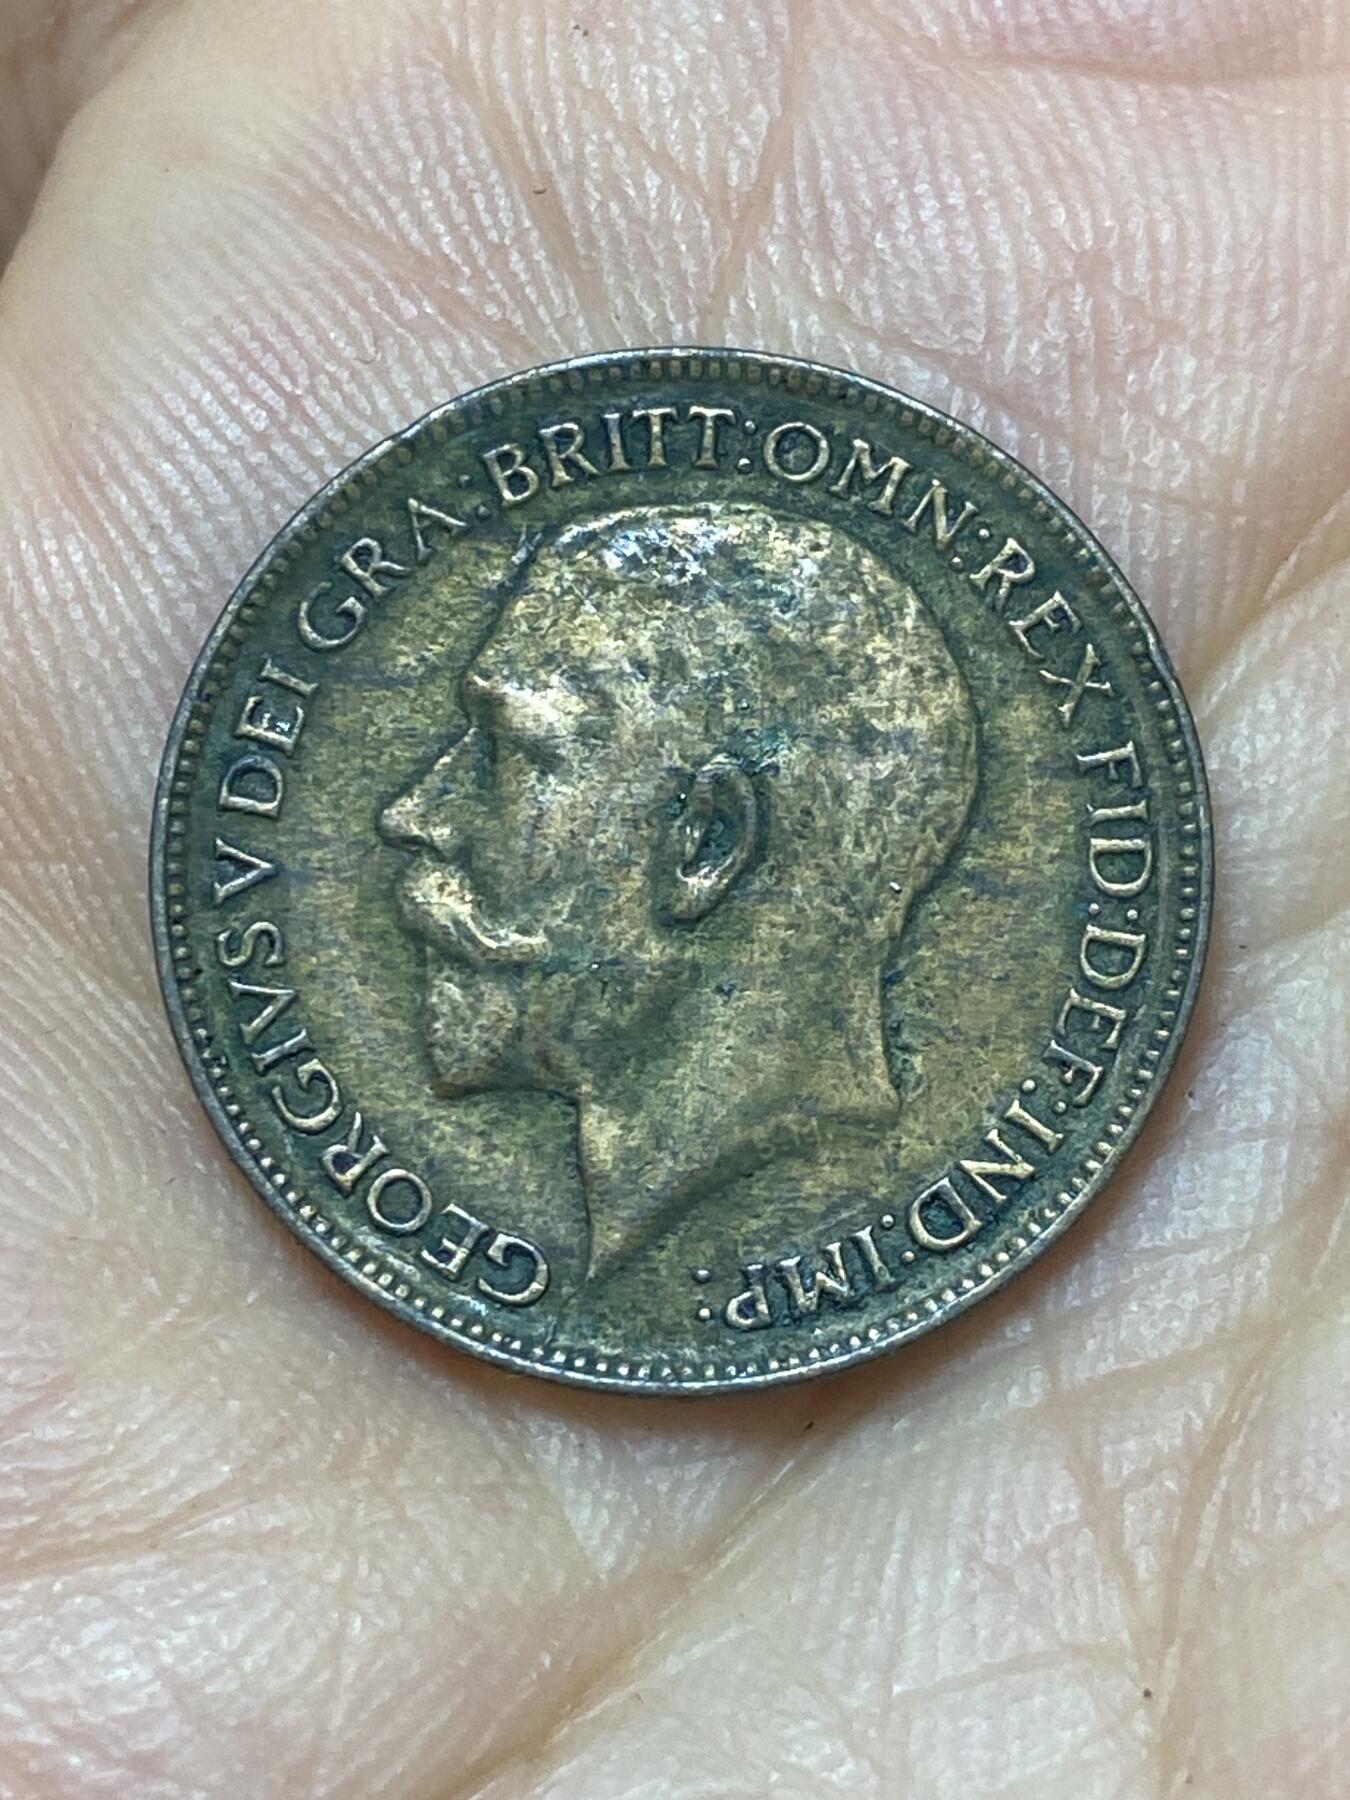 GEORGIVS V DEI GRA:BRITT:OMN:REX FID:DEF:IND:IMP: